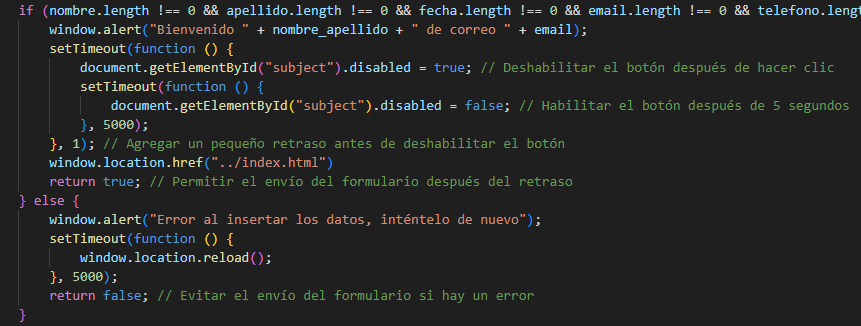 if (nombre.length !== 0 && apellido.length !== 0 && fecha.length !== 0 && email.length !== 0 && telefono.leng
window.alert("Bienvenido " + nombre_apellido + " de correo " + email);
setTimeout(function () {
document.getElementById("subject").disabled = true; // Deshabilitar el botón después de hacer clic
setTimeout(function () {
document.getElementById("subject").disabled = false; // Habilitar el botón después de 5 segundos
}, 5000);
}, 1); // Agregar un pequeño retraso antes de deshabilitar el botón
window.location.href("../index.html")
return true; // Permitir el envío del formulario después del retraso
} else {
window.alert("Error al insertar los datos, inténtelo de nuevo");
setTimeout(function () {
window.location.reload();
}, 5000);
return false; // Evitar el envío del formulario si hay un error
}